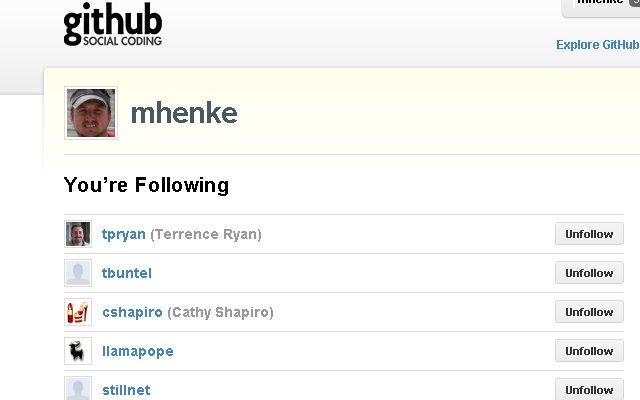 mhenke
github
SOCIAL CODING
Explore GitHub
mhenke
You're Following
tpryan (Terrence Ryan) Unfollow
tbuntel Unfollow
cshapiro (Cathy Shapiro) Unfollow
llamapope Unfollow
stillnet Unfollow